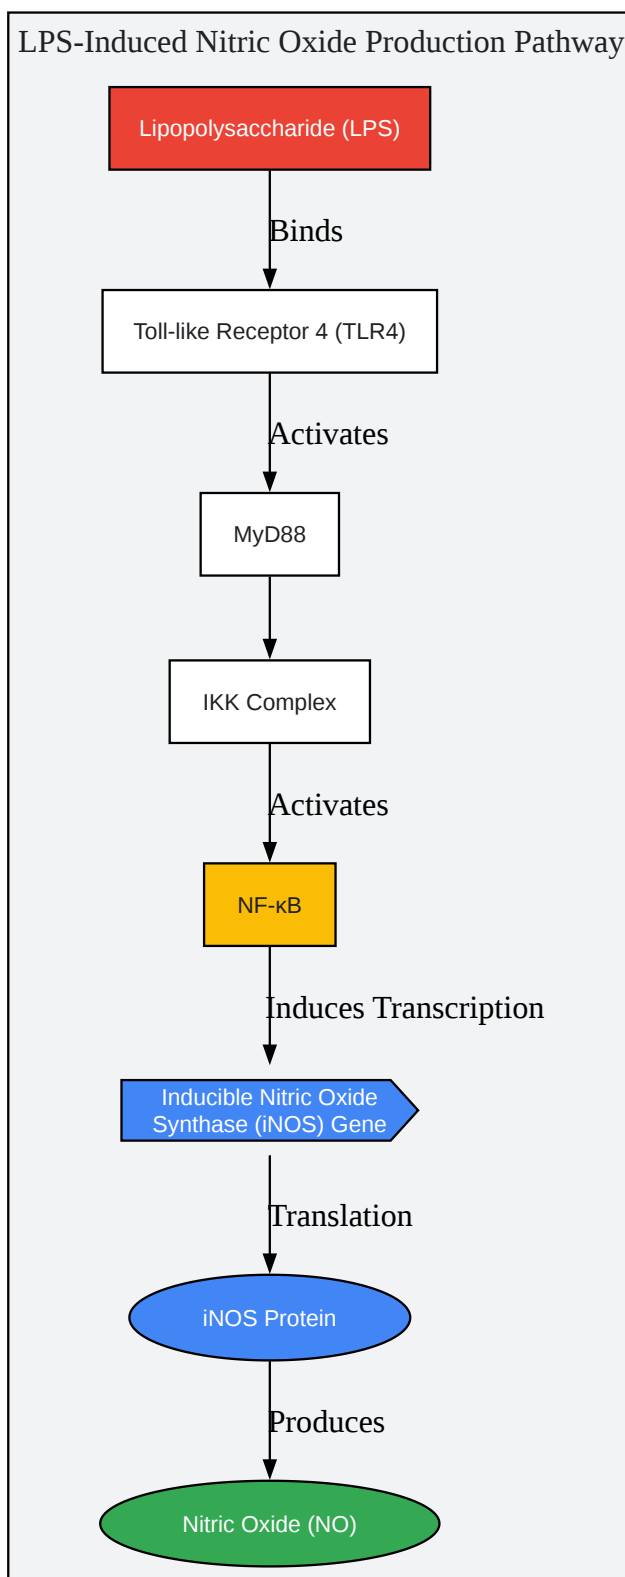 LPS-Induced Nitric Oxide Production Pathway
Lipopolysaccharide (LPS)
Binds
Toll-like Receptor 4 (TLR4)
Activates
MyD88
IKK Complex
Activates
NF-κB
Induces Transcription
Inducible Nitric Oxide
Synthase (iNOS) Gene
Translation
iNOS Protein
Produces
Nitric Oxide (NO)